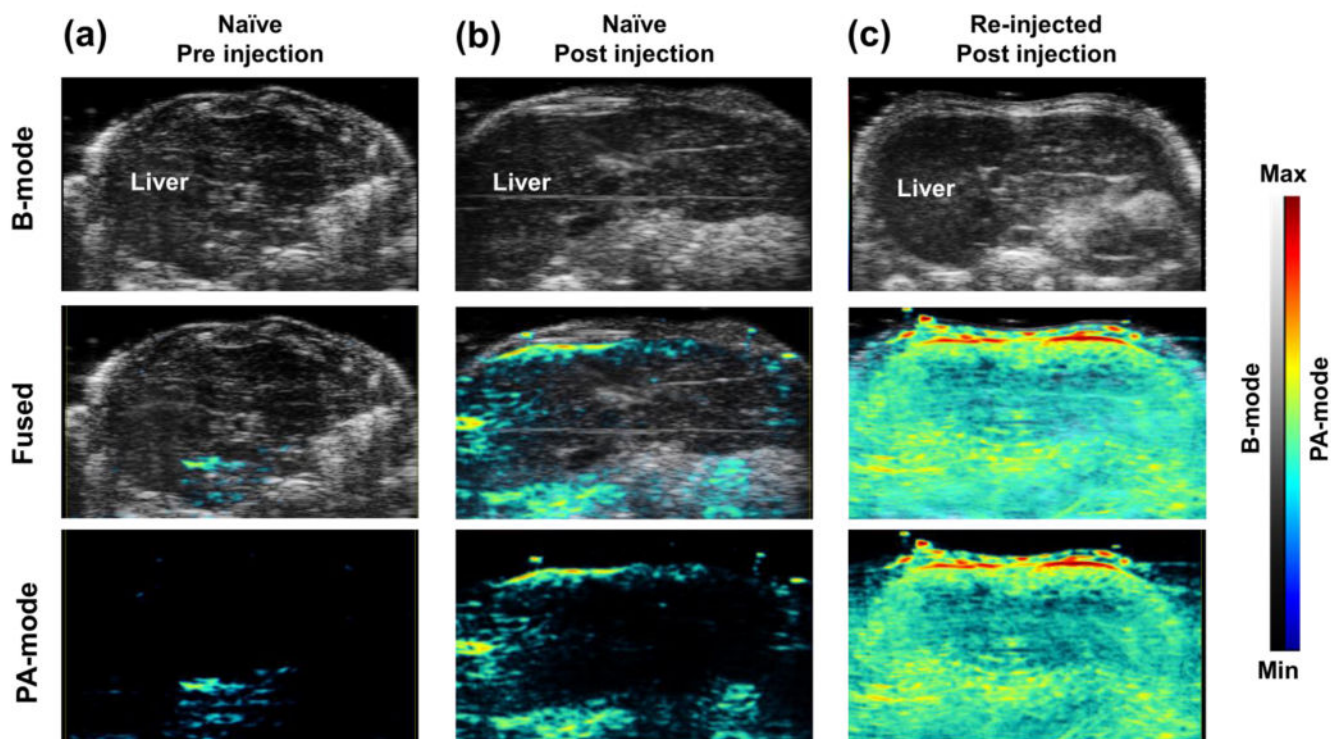 (a)
Naïve
Pre injection
(b)
Naïve
Post injection
(c)
Re-injected
Post injection
B-mode
Liver
Liver
Liver
Fused
PA-mode
Max
B-mode
PA-mode
Min